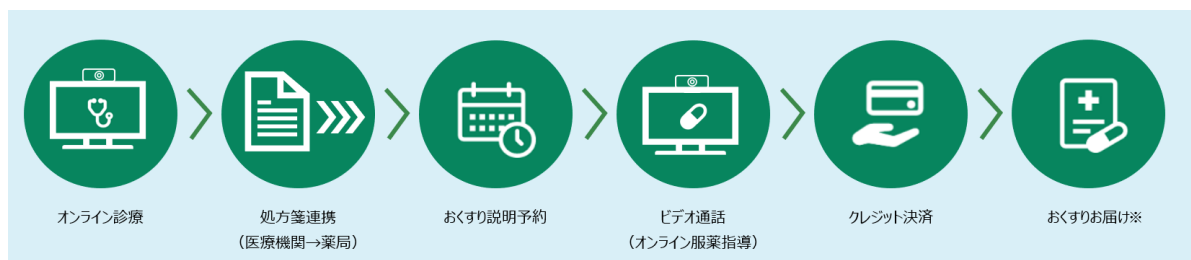 オンライン診療
処方箋連携
（医療機関→薬局）
おくすり説明予約
ビデオ通話
（オンライン服薬指導）
クレジット決済
おくすりお届け※